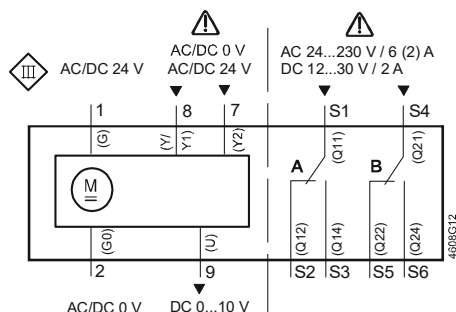 AC/DC 0 V
AC/DC 24 V
AC 24...230 V / 6 (2) A
DC 12...30 V / 2 A
III
AC/DC 24 V
1 8 7 S1 S4
(G) (Y/ Y1) (Y2) (Q11) (Q21)
A B
M
(G0) (U) (Q12) (Q14) (Q22) (Q24)
2 9 S2 S3 S5 S6
AC/DC 0 V DC 0...10 V
4608G12